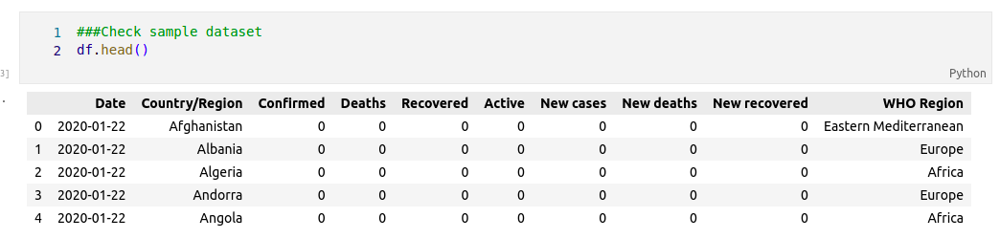 1 ###Check sample dataset
2 df.head()
3]
Python
Date Country/Region Confirmed Deaths Recovered Active New cases New deaths New recovered WHO Region
0 2020-01-22 Afghanistan 0 0 0 0 0 0 0 Eastern Mediterranean
1 2020-01-22 Albania 0 0 0 0 0 0 0 Europe
2 2020-01-22 Algeria 0 0 0 0 0 0 0 Africa
3 2020-01-22 Andorra 0 0 0 0 0 0 0 Europe
4 2020-01-22 Angola 0 0 0 0 0 0 0 Africa